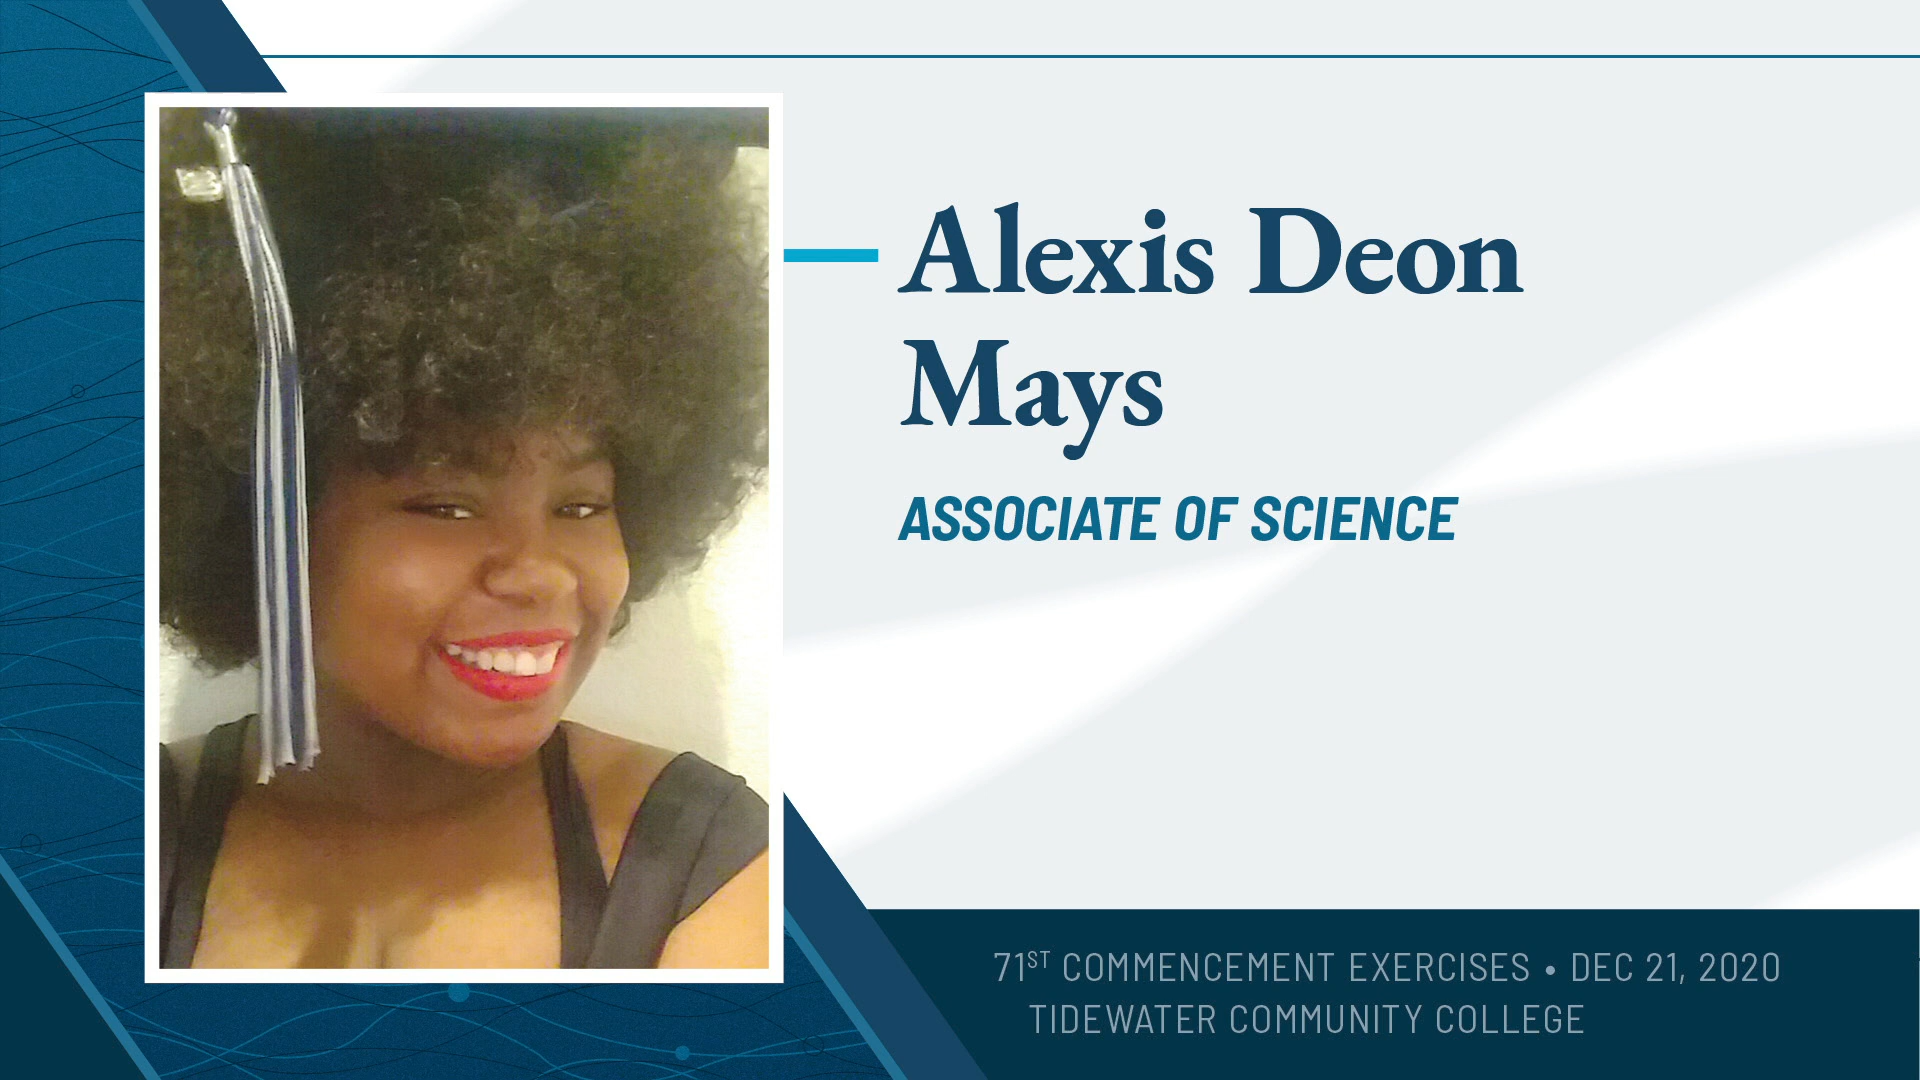 Alexis Deon
Mays
ASSOCIATE OF SCIENCE
71ST COMMENCEMENT EXERCISES • DEC 21, 2020
TIDEWATER COMMUNITY COLLEGE